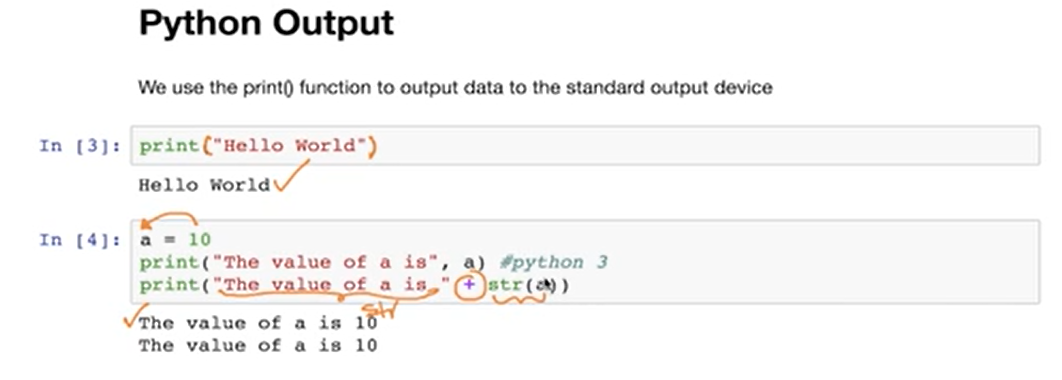 Python Output
We use the print() function to output data to the standard output device
In [3]: print("Hello World")
Hello World
In [4]: a = 10
print("The value of a is", a) #python 3
print("The value of a is " + str(a))
str
The value of a is 10
The value of a is 10